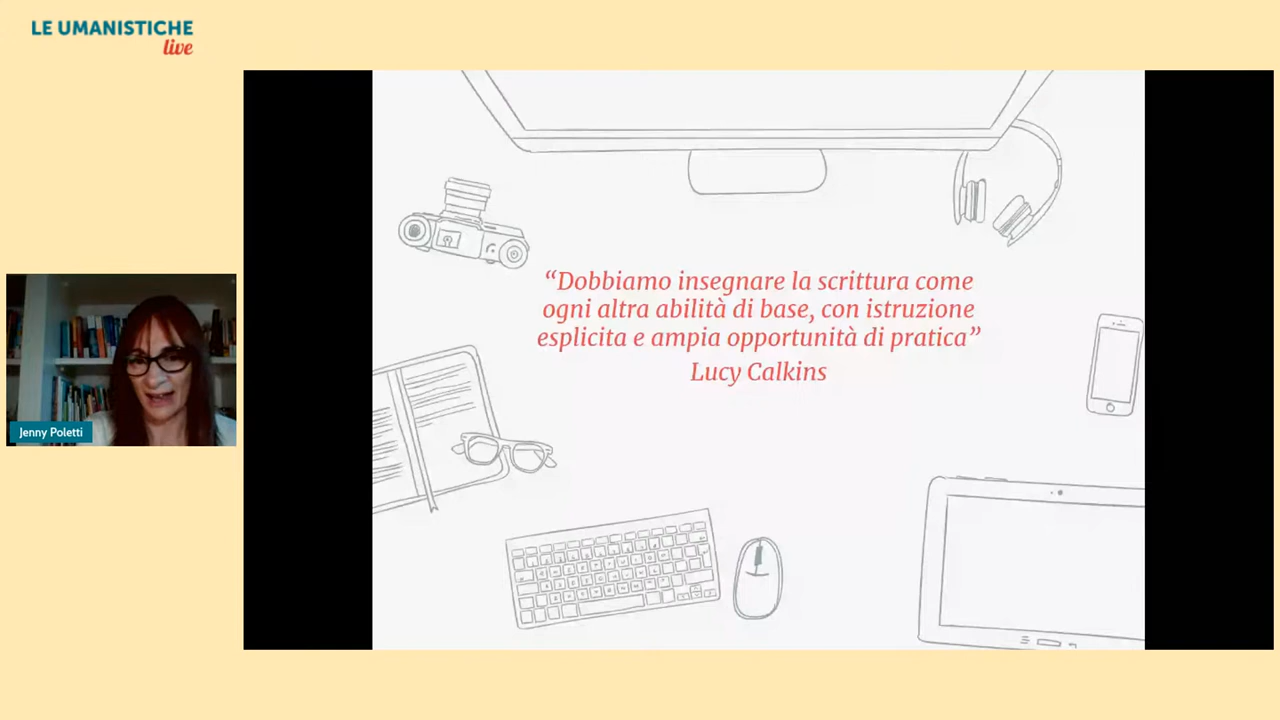 LE UMANISTICHE
live
“Dobbiamo insegnare la scrittura come
ogni altra abilità di base, con istruzione
esplicita e ampia opportunità di pratica”
Lucy Calkins
Jenny Poletti